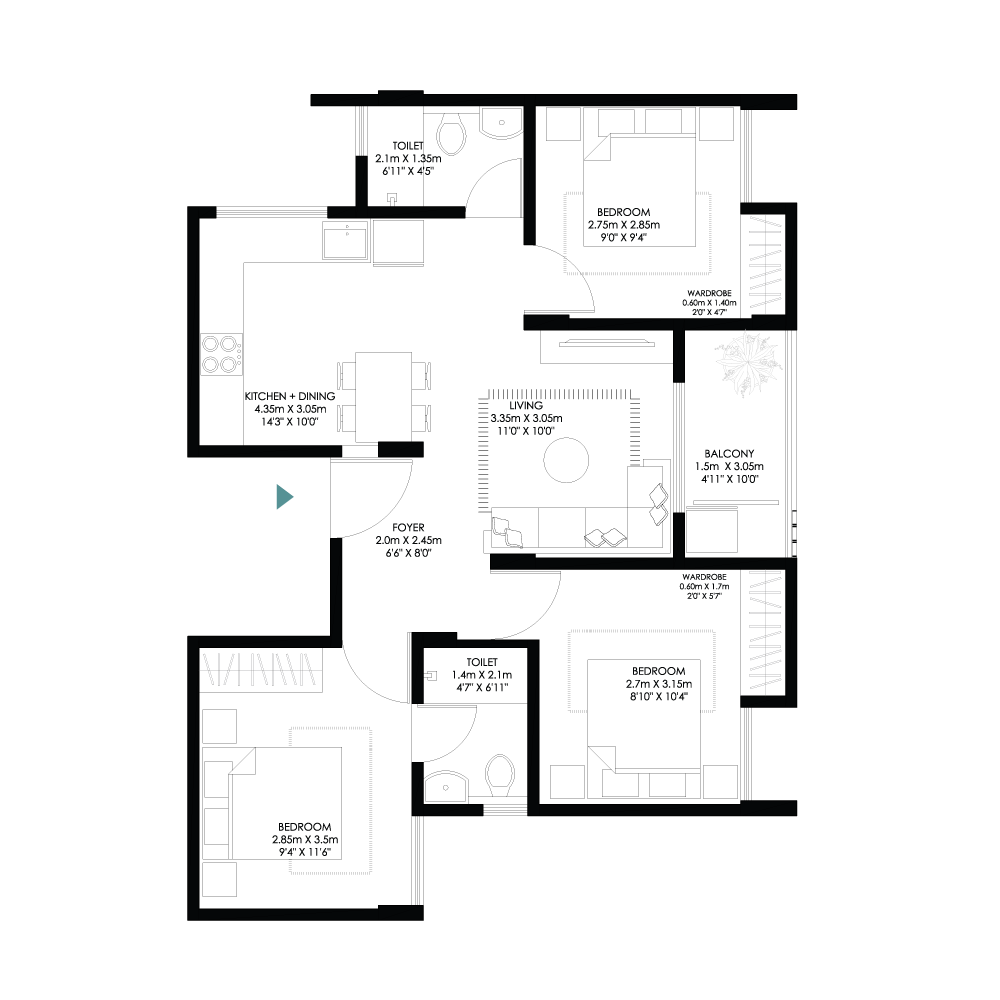 TOILET
2.1m X 1.35m
6'11" X 4'5"
BEDROOM
2.75m X 2.85m
9'0" X 9'4"
WARDROBE
0.60m X 1.40m
2'0" X 4'7"
KITCHEN + DINING
4.35m X 3.05m
14'3" X 10'0"
LIVING
3.35m X 3.05m
11'0" X 10'0"
BALCONY
1.5m X 3.05m
4'11" X 10'0"
FOYER
2.0m X 2.45m
6'6" X 8'0"
WARDROBE
0.60m X 1.7m
2'0" X 5'7"
TOILET
1.4m X 2.1m
4'7" X 6'11"
BEDROOM
2.7m X 3.15m
8'10" X 10'4"
BEDROOM
2.85m X 3.5m
9'4" X 11'6"